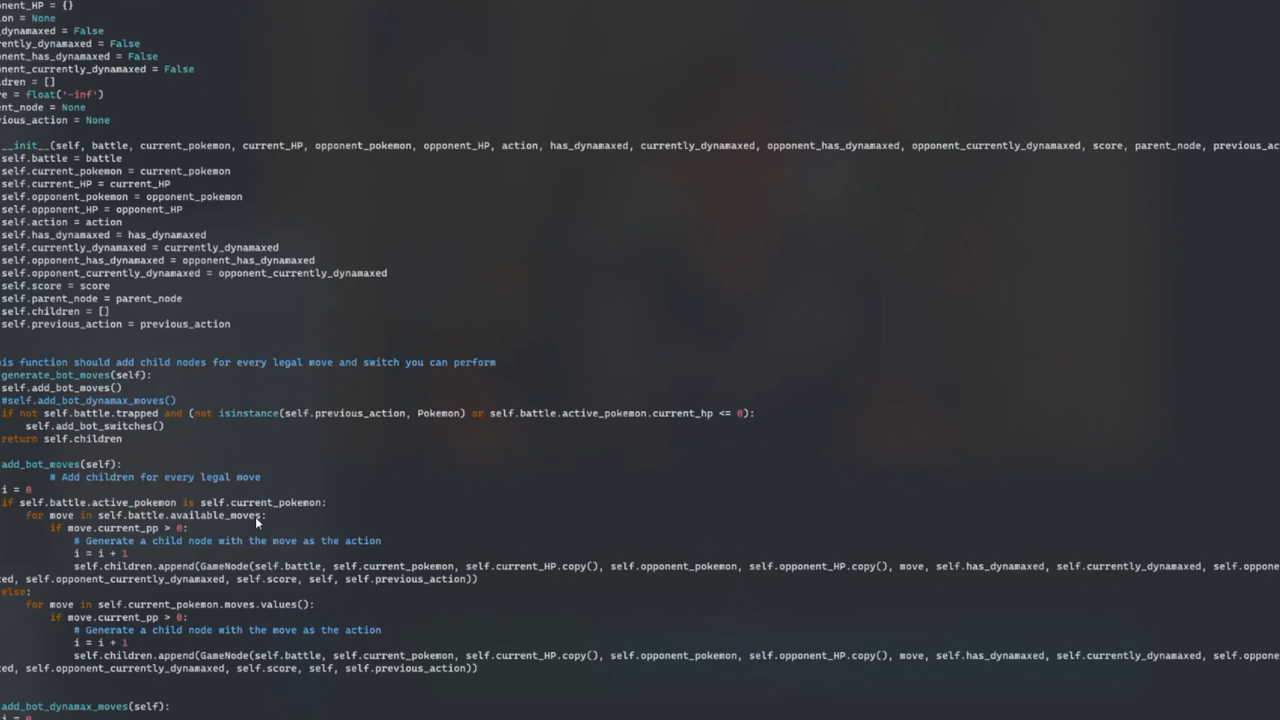 nent_HP = {}
ion = None
_dynamaxed = False
rently_dynamaxed = False
onent_has_dynamaxed = False
onent_currently_dynamaxed = False
dren = []
re = float('-inf')
ent_node = None
vious_action = None
__init__(self, battle, current_pokemon, current_HP, opponent_pokemon, opponent_HP, action, has_dynamaxed, currently_dynamaxed, opponent_has_dynamaxed, opponent_currently_dynamaxed, score, parent_node, previous_ac
self.battle = battle
self.current_pokemon = current_pokemon
self.current_HP = current_HP
self.opponent_pokemon = opponent_pokemon
self.opponent_HP = opponent_HP
self.action = action
self.has_dynamaxed = has_dynamaxed
self.currently_dynamaxed = currently_dynamaxed
self.opponent_has_dynamaxed = opponent_has_dynamaxed
self.opponent_currently_dynamaxed = opponent_currently_dynamaxed
self.score = score
self.parent_node = parent_node
self.children = []
self.previous_action = previous_action
is function should add child nodes for every legal move and switch you can perform
generate_bot_moves(self):
self.add_bot_moves()
#self.add_bot_dynamax_moves()
if not self.battle.trapped and (not isinstance(self.previous_action, Pokemon) or self.battle.active_pokemon.current_hp <= 0):
self.add_bot_switches()
return self.children
add_bot_moves(self):
# Add children for every legal move
i = 0
if self.battle.active_pokemon is self.current_pokemon:
for move in self.battle.available_moves:
if move.current_pp > 0:
# Generate a child node with the move as the action
i = i + 1
self.children.append(GameNode(self.battle, self.current_pokemon, self.current_HP.copy(), self.opponent_pokemon, self.opponent_HP.copy(), move, self.has_dynamaxed, self.currently_dynamaxed, self.oppone
ed, self.opponent_currently_dynamaxed, self.score, self, self.previous_action))
else:
for move in self.current_pokemon.moves.values():
if move.current_pp > 0:
# Generate a child node with the move as the action
i = i + 1
self.children.append(GameNode(self.battle, self.current_pokemon, self.current_HP.copy(), self.opponent_pokemon, self.opponent_HP.copy(), move, self.has_dynamaxed, self.currently_dynamaxed, self.oppone
ed, self.opponent_currently_dynamaxed, self.score, self, self.previous_action))
add_bot_dynamax_moves(self):
i = 0